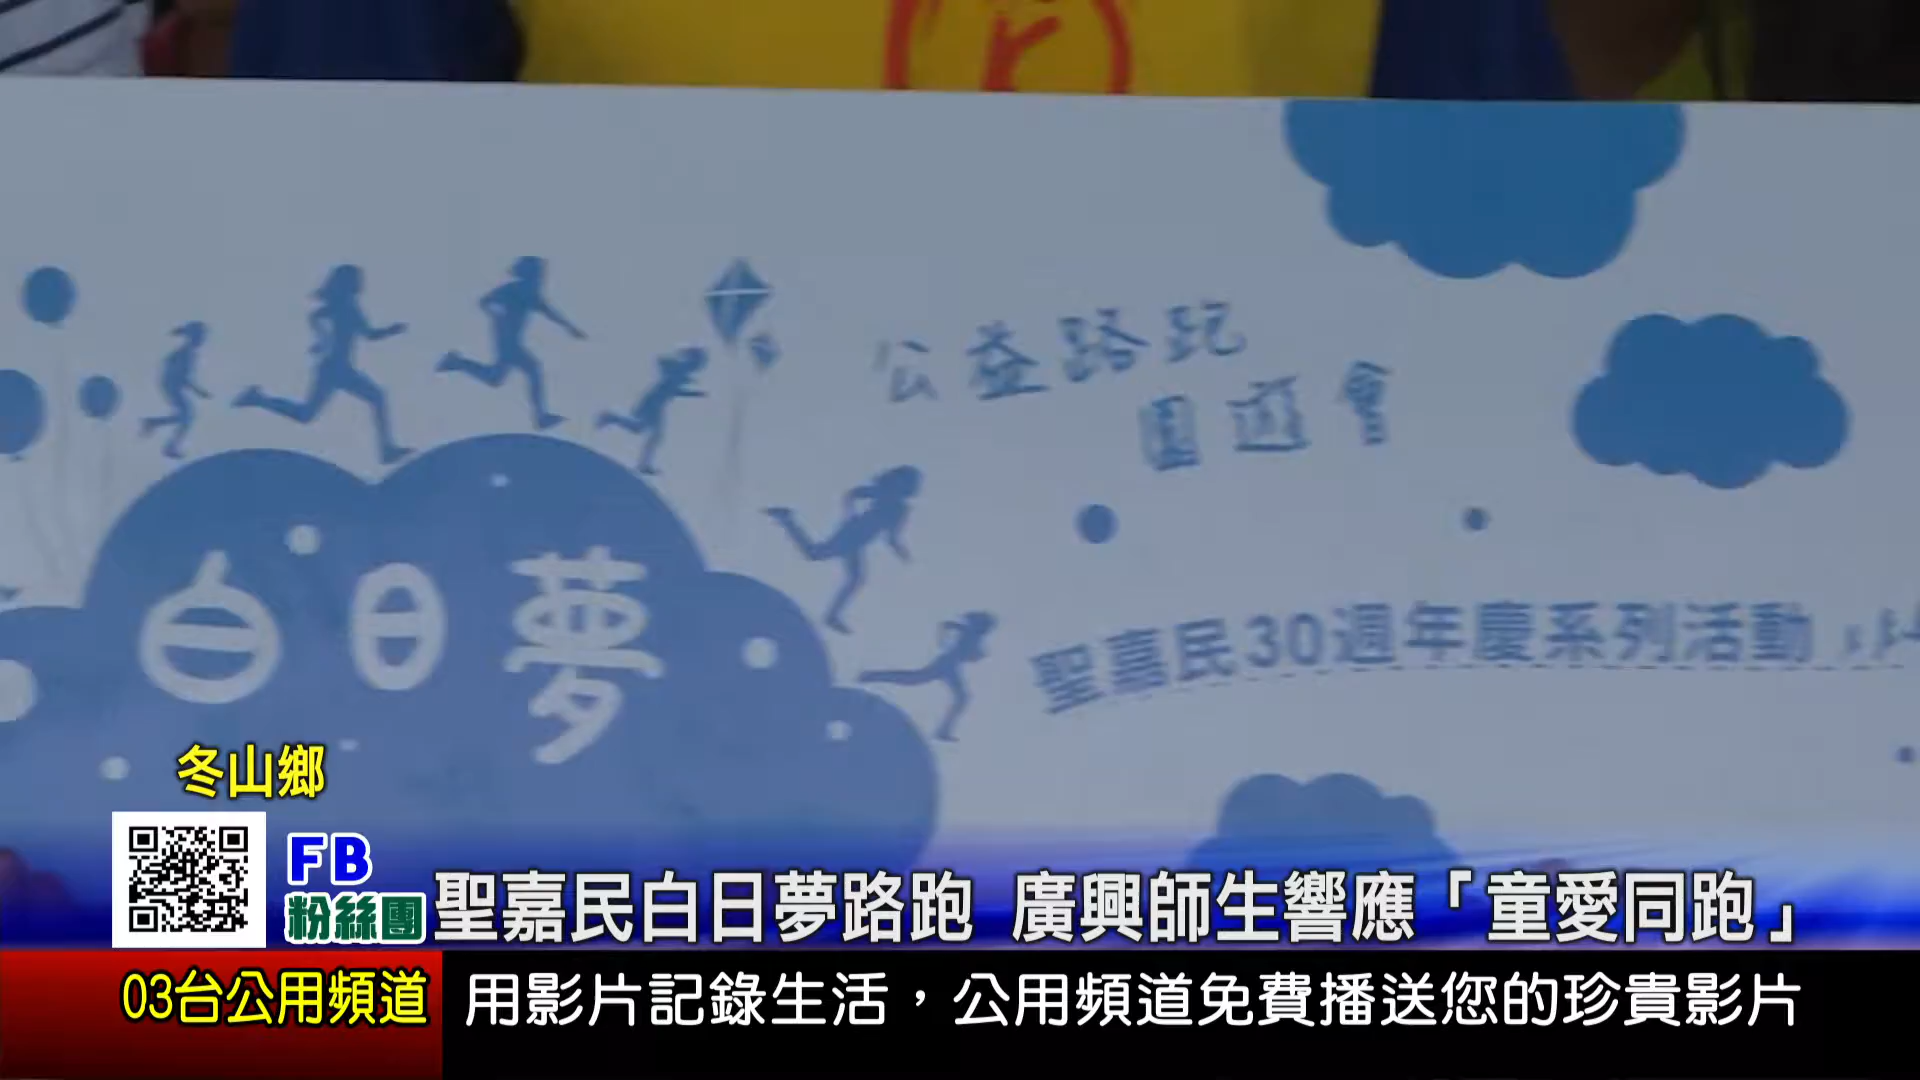 公益路跑
園遊會
白日夢
聖嘉民30週年慶系列活動
冬山鄉
FB
粉絲團
聖嘉民白日夢路跑 廣興師生響應「童愛同跑」
03台公用頻道
用影片記錄生活，公用頻道免費播送您的珍貴影片